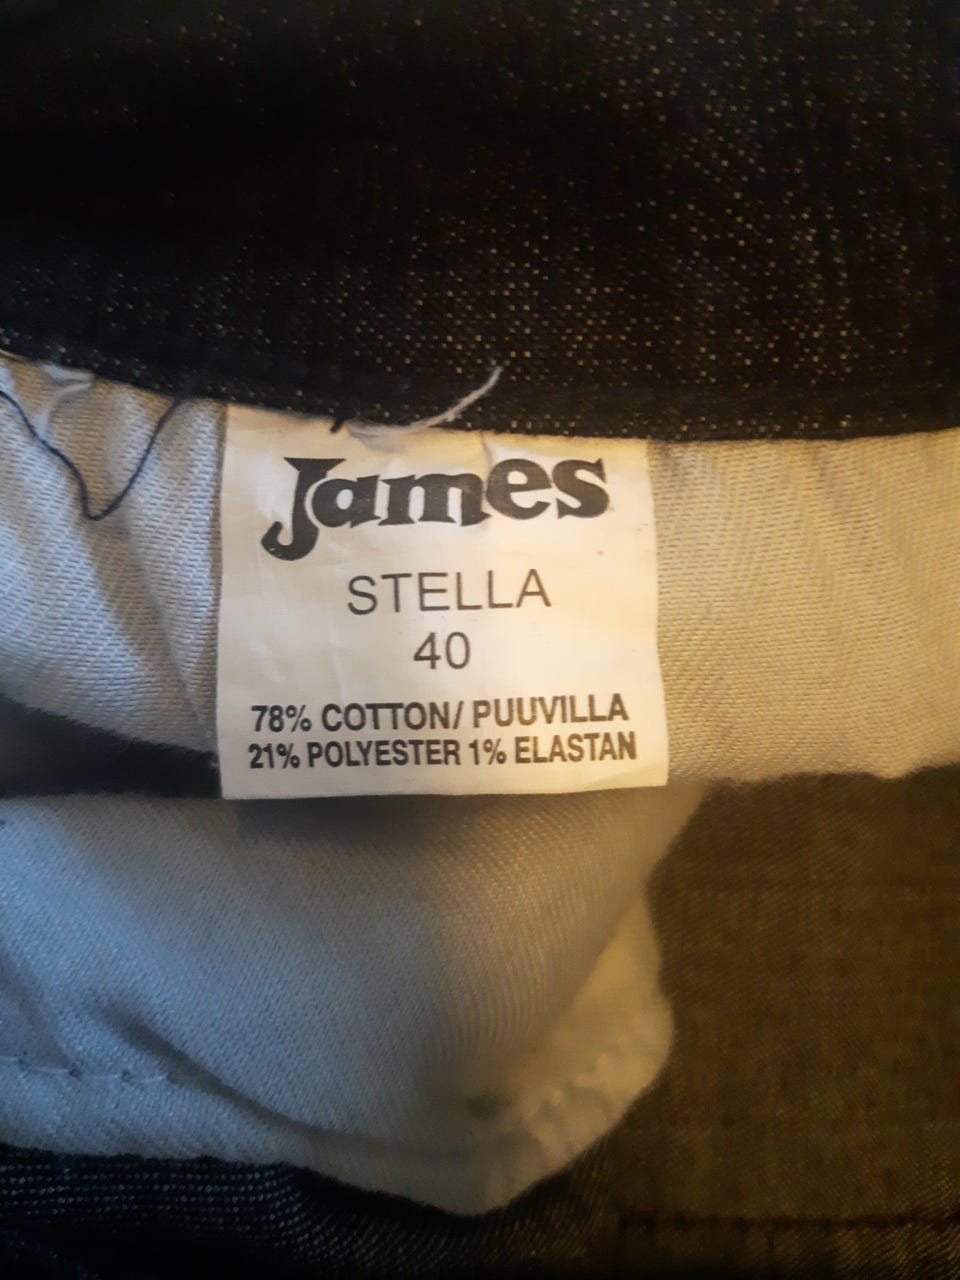 James
STELLA
40
78% COTTON/ PUUVILLA
21% POLYESTER 1% ELASTAN